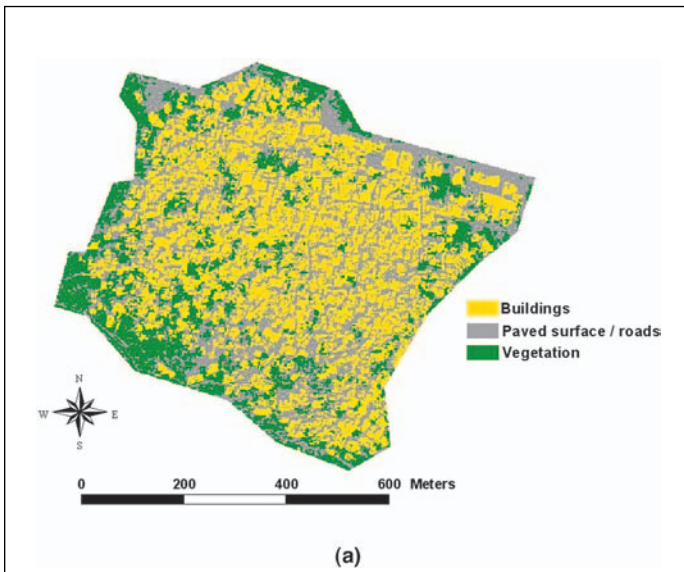 Buildings
Paved surface / roads
Vegetation
N
W E
S
0 200 400 600 Meters
(a)